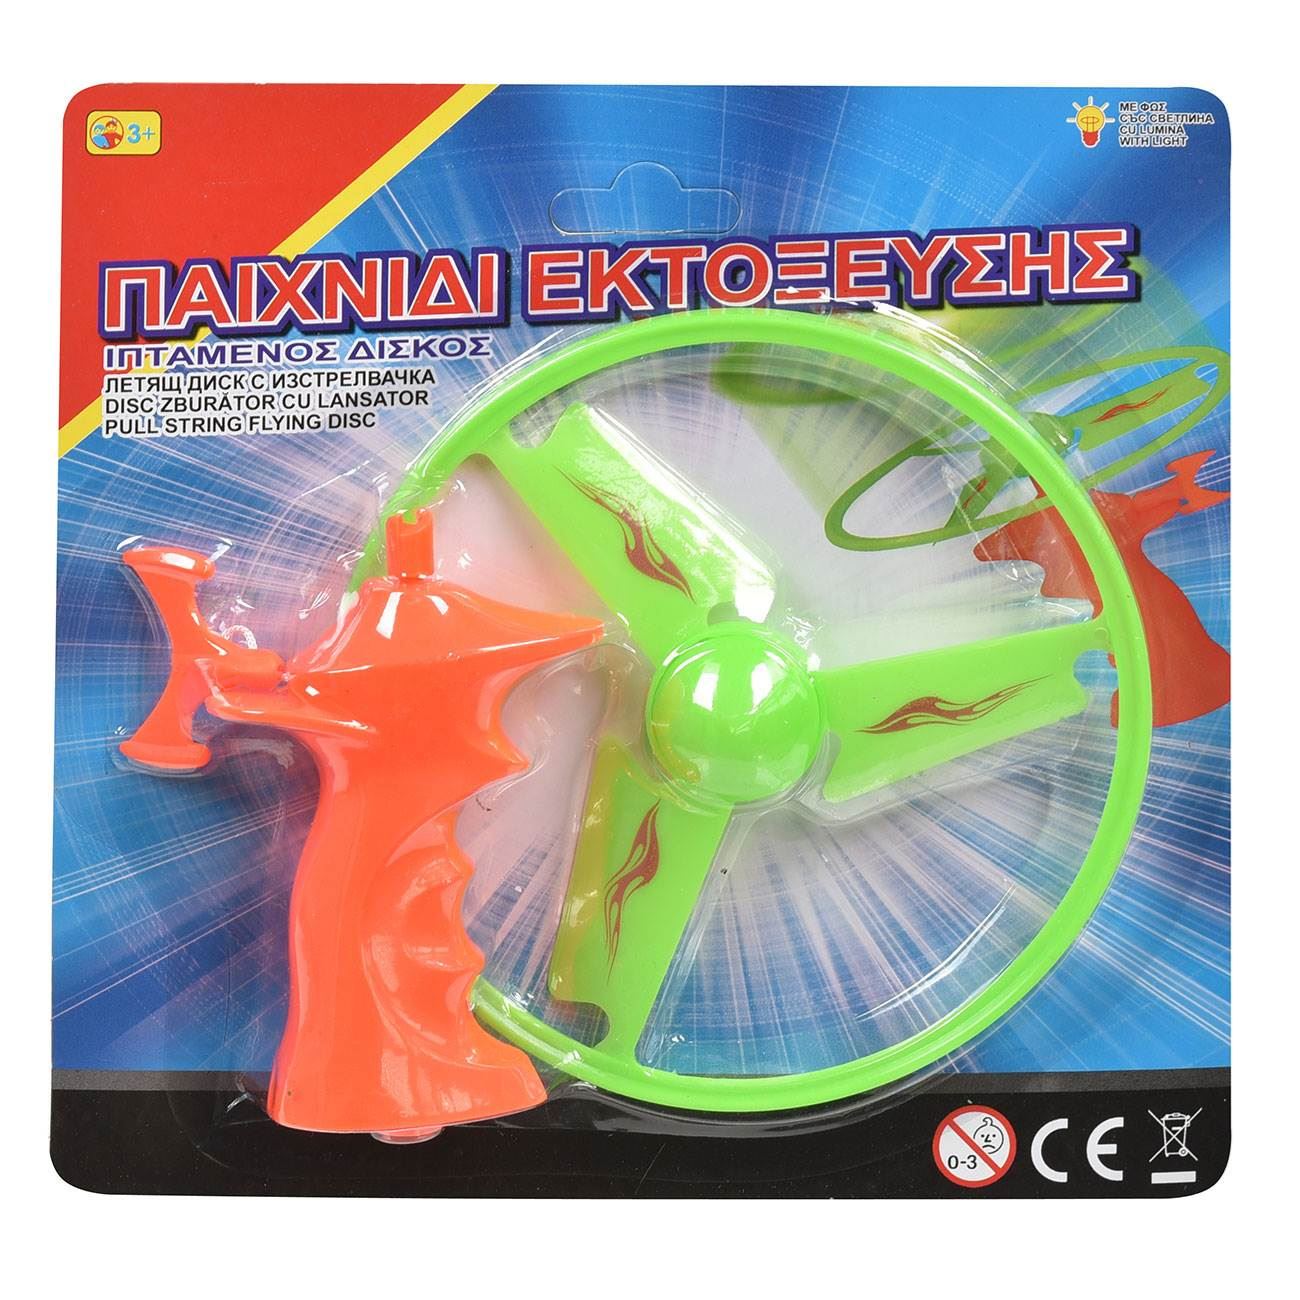 3+
ΜΕ ΦΩΣ
СЪС СВЕТЛИНА
CU LUMINA
WITH LIGHT
ΠΑΙΧΝΙΔΙ ΕΚΤΟΞΕΥΣΗΣ
ΙΠΤΑΜΕΝΟΣ ΔΙΣΚΟΣ
ЛЕТЯЩ ДИСК С ИЗСТРЕЛВАЧКА
DISC ZBURĂTOR CU LANSATOR
PULL STRING FLYING DISC
0-3
CE